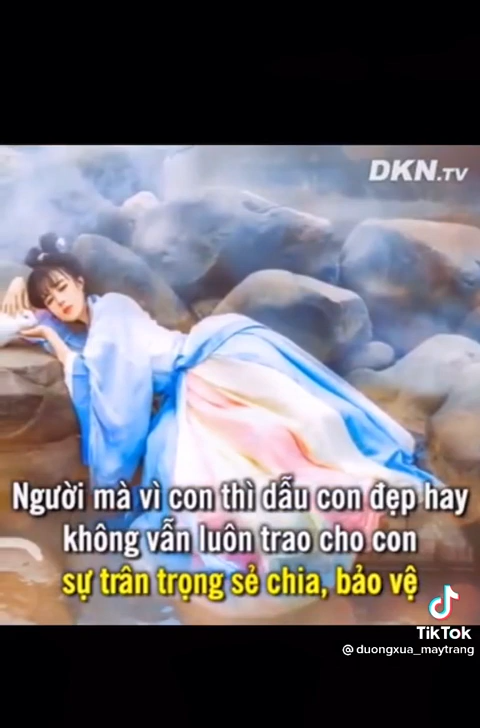 DKN.TV
Người mà vì con thì dẫu con đẹp hay
không vẫn luôn trao cho con
sự trân trọng sẻ chia, bảo vệ
TikTok
@duongxua_maytrang